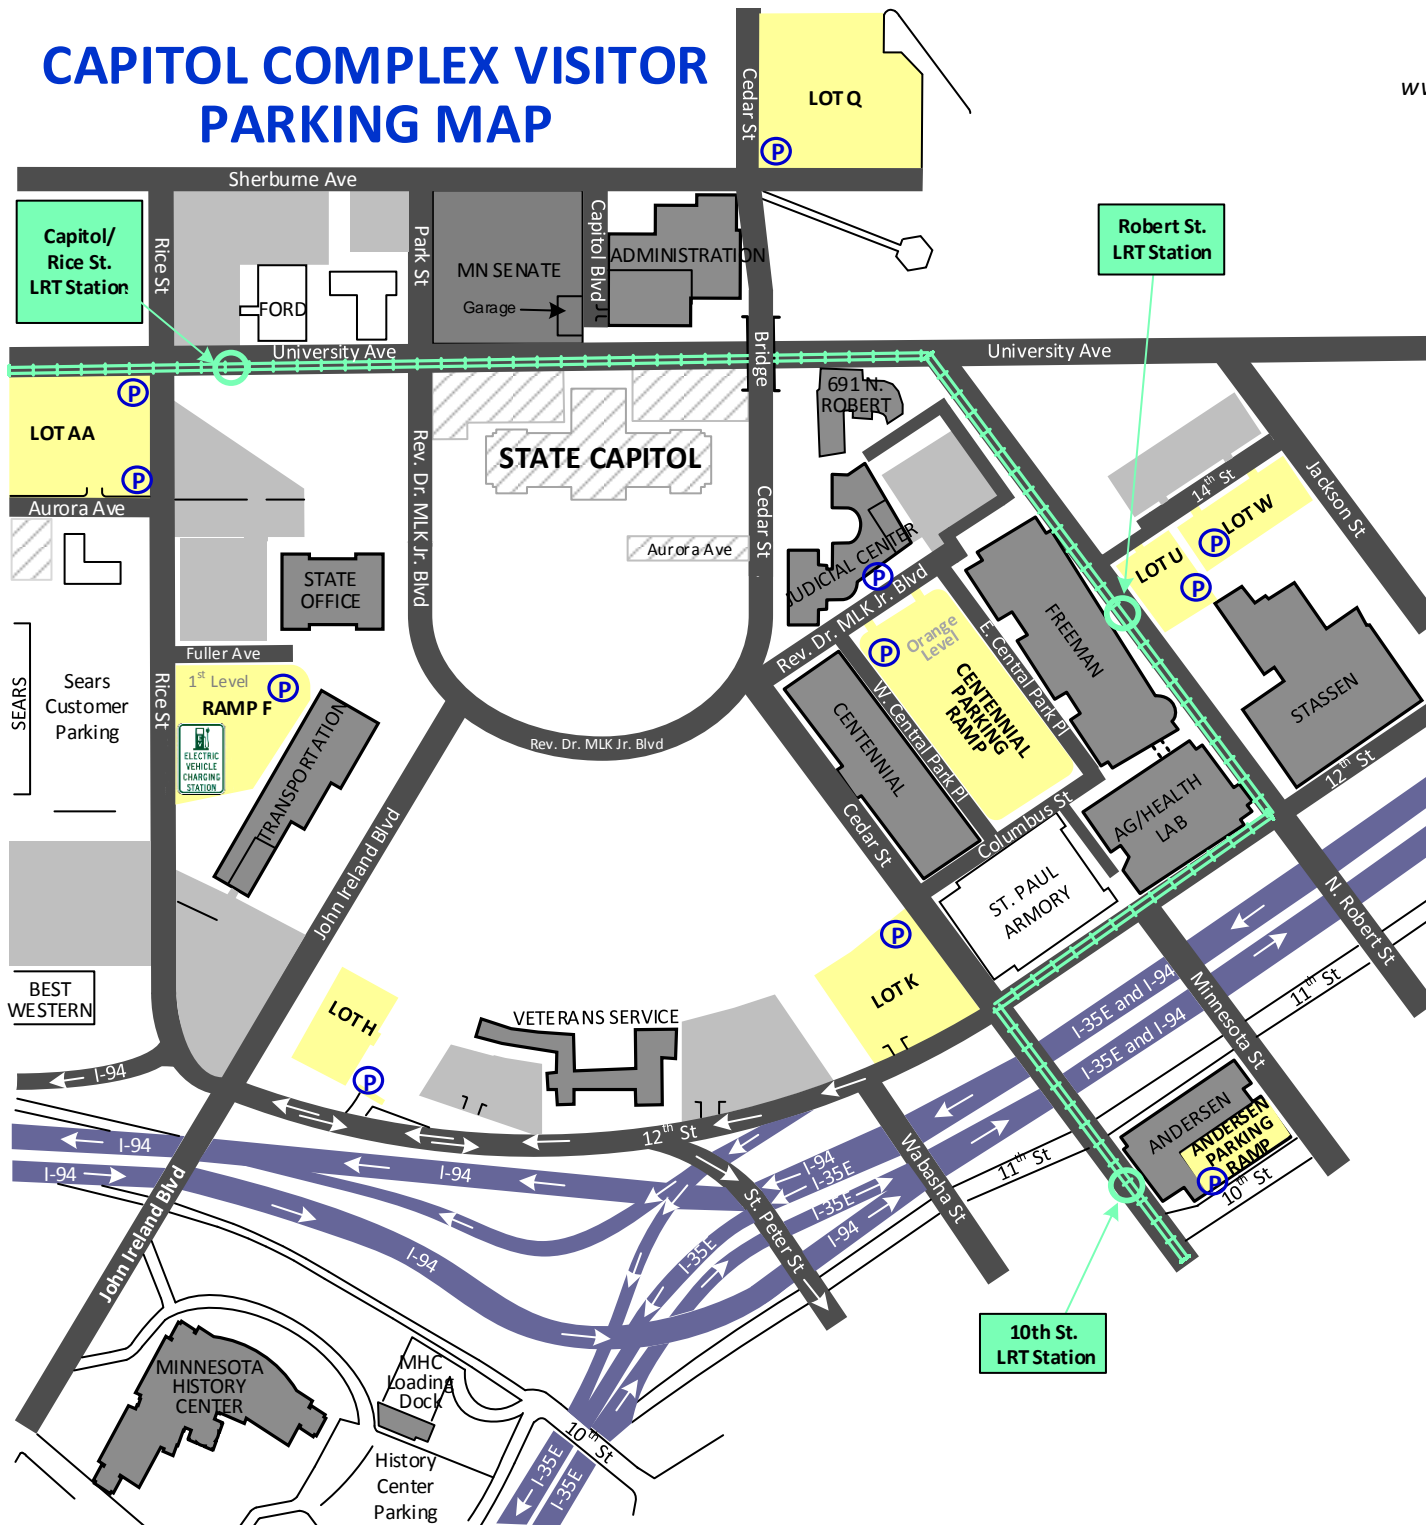 CAPITOL COMPLEX VISITOR
PARKING MAP
Cedar St
LOT Q
P
Sherburne Ave
Capitol/
Rice St.
LRT Station
Rice St
Park St
Capitol Blvd
MN SENATE
Garage
ADMINISTRATION
FORD
Robert St.
LRT Station
University Ave
Bridge
University Ave
P
LOT AA
P
Aurora Ave
691 N.
ROBERT
STATE CAPITOL
Rev. Dr. MLK Jr. Blvd
Cedar St
Aurora Ave
JUDICIAL CENTER
P
Rev. Dr. MLK Jr. Blvd
14th St
Jackson St
LOT W
P
LOT U
P
STATE
OFFICE
Fuller Ave
1st Level
P
RAMP F
ELECTRIC
VEHICLE
CHARGING
STATION
SEARS
Sears
Customer
Parking
Rice St
TRANSPORTATION
Rev. Dr. MLK Jr. Blvd
John Ireland Blvd
Orange
Level
P
CENTENNIAL
PARKING
RAMP
E. Central Park Pl
W. Central Park Pl
FREEMAN
CENTENNIAL
STASSEN
12th St
Cedar St
Columbus St
AG/HEALTH
LAB
ST. PAUL
ARMORY
N. Robert St
P
LOT K
BEST
WESTERN
LOT H
P
VETERANS SERVICE
I-35E and I-94
I-35E and I-94
11th St
Minnesota St
I-94
12th St
I-94
I-94
I-94
I-94
I-35E
I-35E
I-94
I-35E
I-94
Wabasha St
11th St
St. Peter St
ANDERSEN
ANDERSEN
PARKING
RAMP
P
10th St
John Ireland Blvd
10th St.
LRT Station
MINNESOTA
HISTORY
CENTER
MHC
Loading
Dock
History
Center
Parking
10th St
I-35E
I-35E